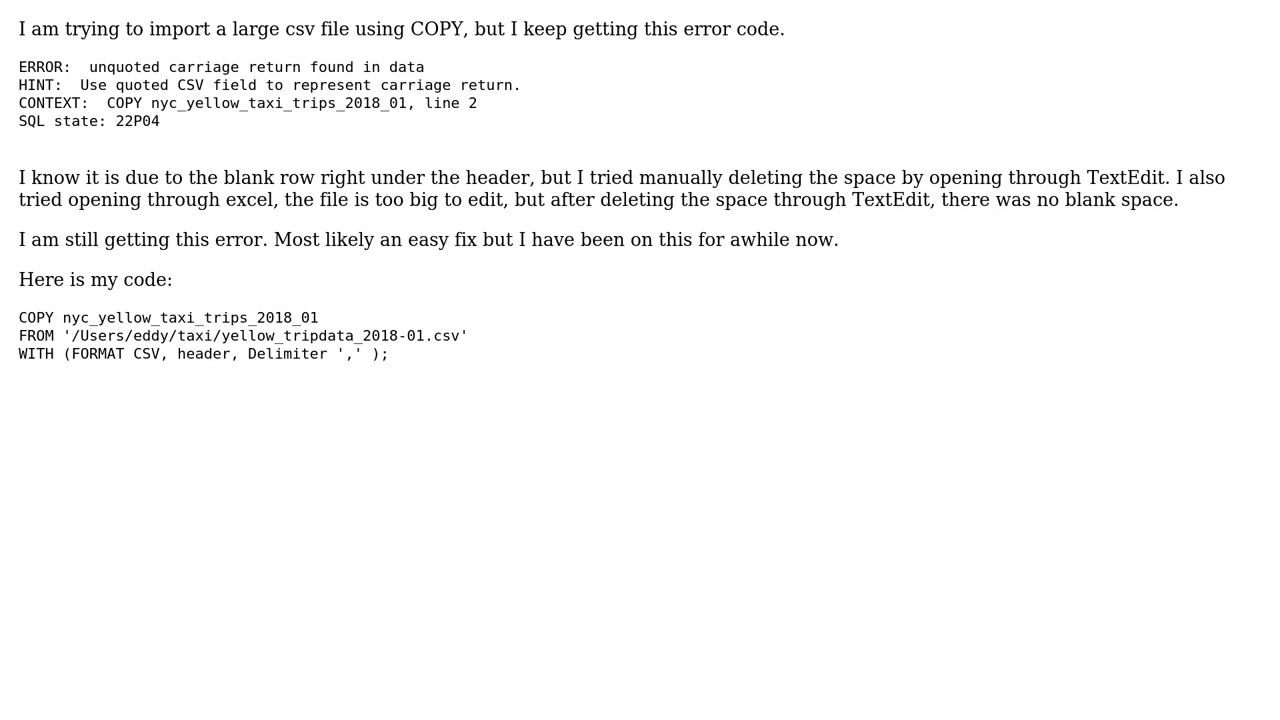 I am trying to import a large csv file using COPY, but I keep getting this error code.
ERROR:  unquoted carriage return found in data
HINT:  Use quoted CSV field to represent carriage return.
CONTEXT:  COPY nyc_yellow_taxi_trips_2018_01, line 2
SQL state: 22P04
I know it is due to the blank row right under the header, but I tried manually deleting the space by opening through TextEdit. I also
tried opening through excel, the file is too big to edit, but after deleting the space through TextEdit, there was no blank space.
I am still getting this error. Most likely an easy fix but I have been on this for awhile now.
Here is my code:
COPY nyc_yellow_taxi_trips_2018_01
FROM '/Users/eddy/taxi/yellow_tripdata_2018-01.csv'
WITH (FORMAT CSV, header, Delimiter ',' );